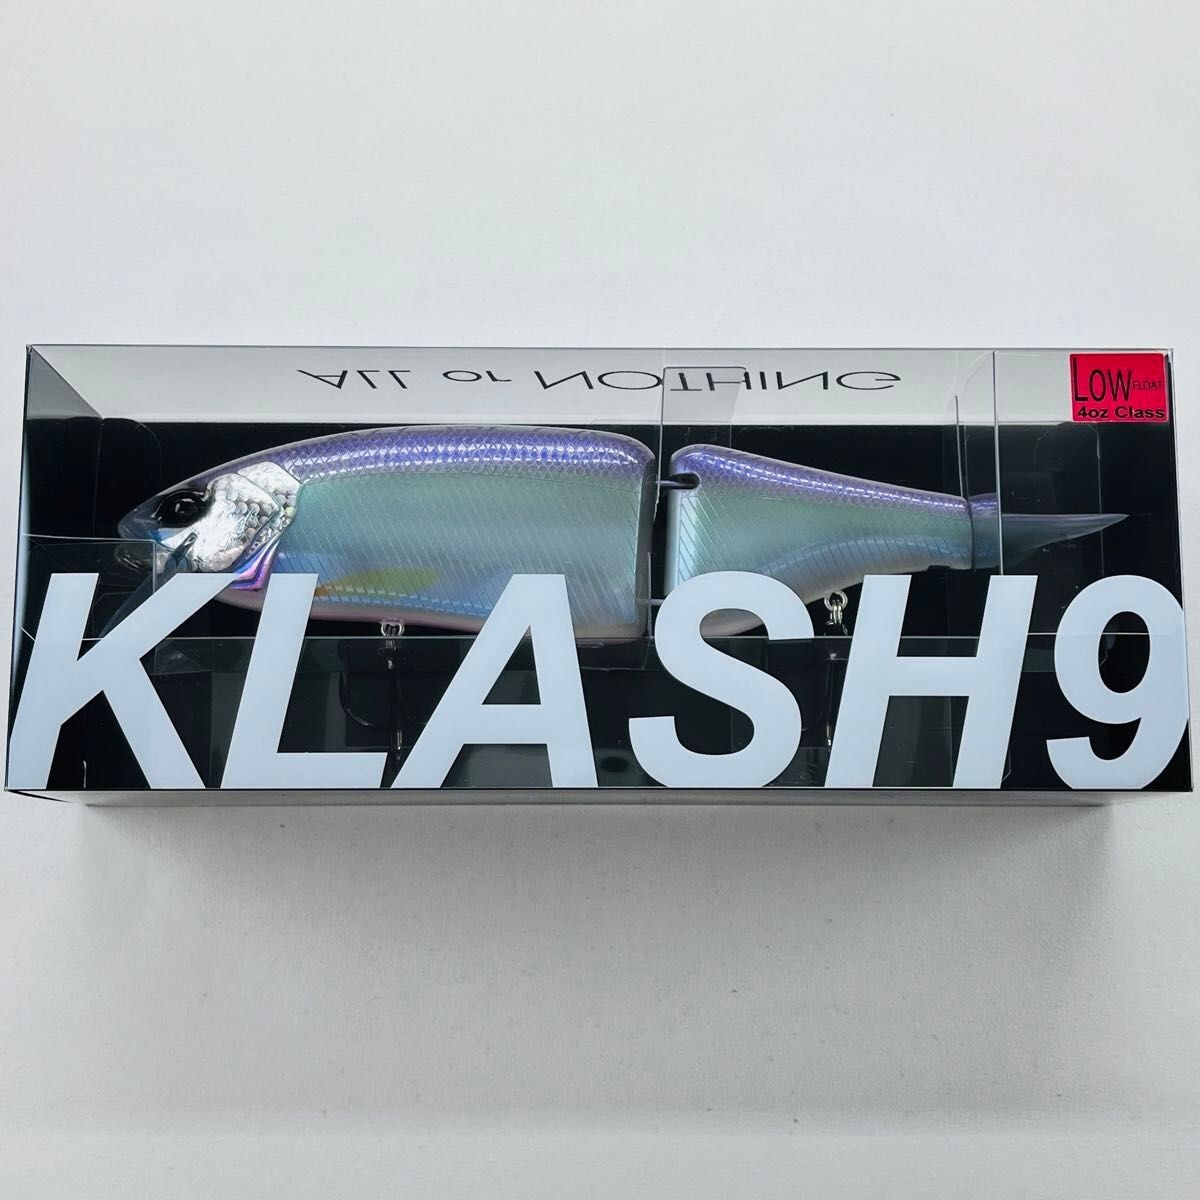 ALL or NOTHING
LOW FLOAT
4oz Class
KLASH9